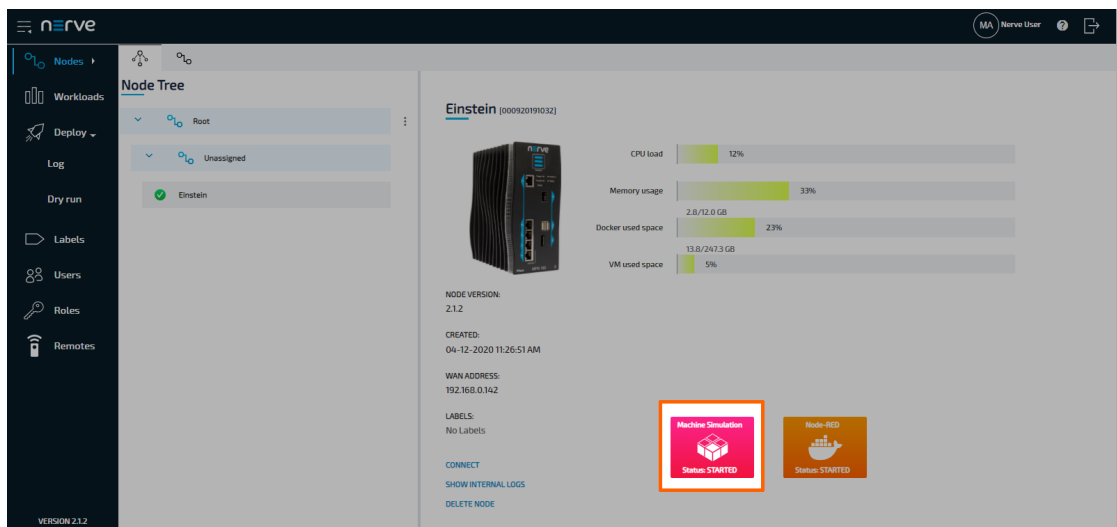 nerve
MA Nerve User
Nodes
Workloads
Deploy
Log
Dry run
Labels
Users
Roles
Remotes
VERSION 2.1.2
Node Tree
Root
Unassigned
Einstein
Einstein [000920191032]
nerve
CPU load 12%
Memory usage 33%
2.8/12.0 GB
Docker used space 23%
13.8/247.3 GB
VM used space 5%
NODE VERSION:
2.1.2
CREATED:
04-12-2020 11:26:51 AM
WAN ADDRESS:
192.168.0.142
LABELS:
No Labels
CONNECT
SHOW INTERNAL LOGS
DELETE NODE
Machine Simulation
Status: STARTED
Node-RED
Status: STARTED